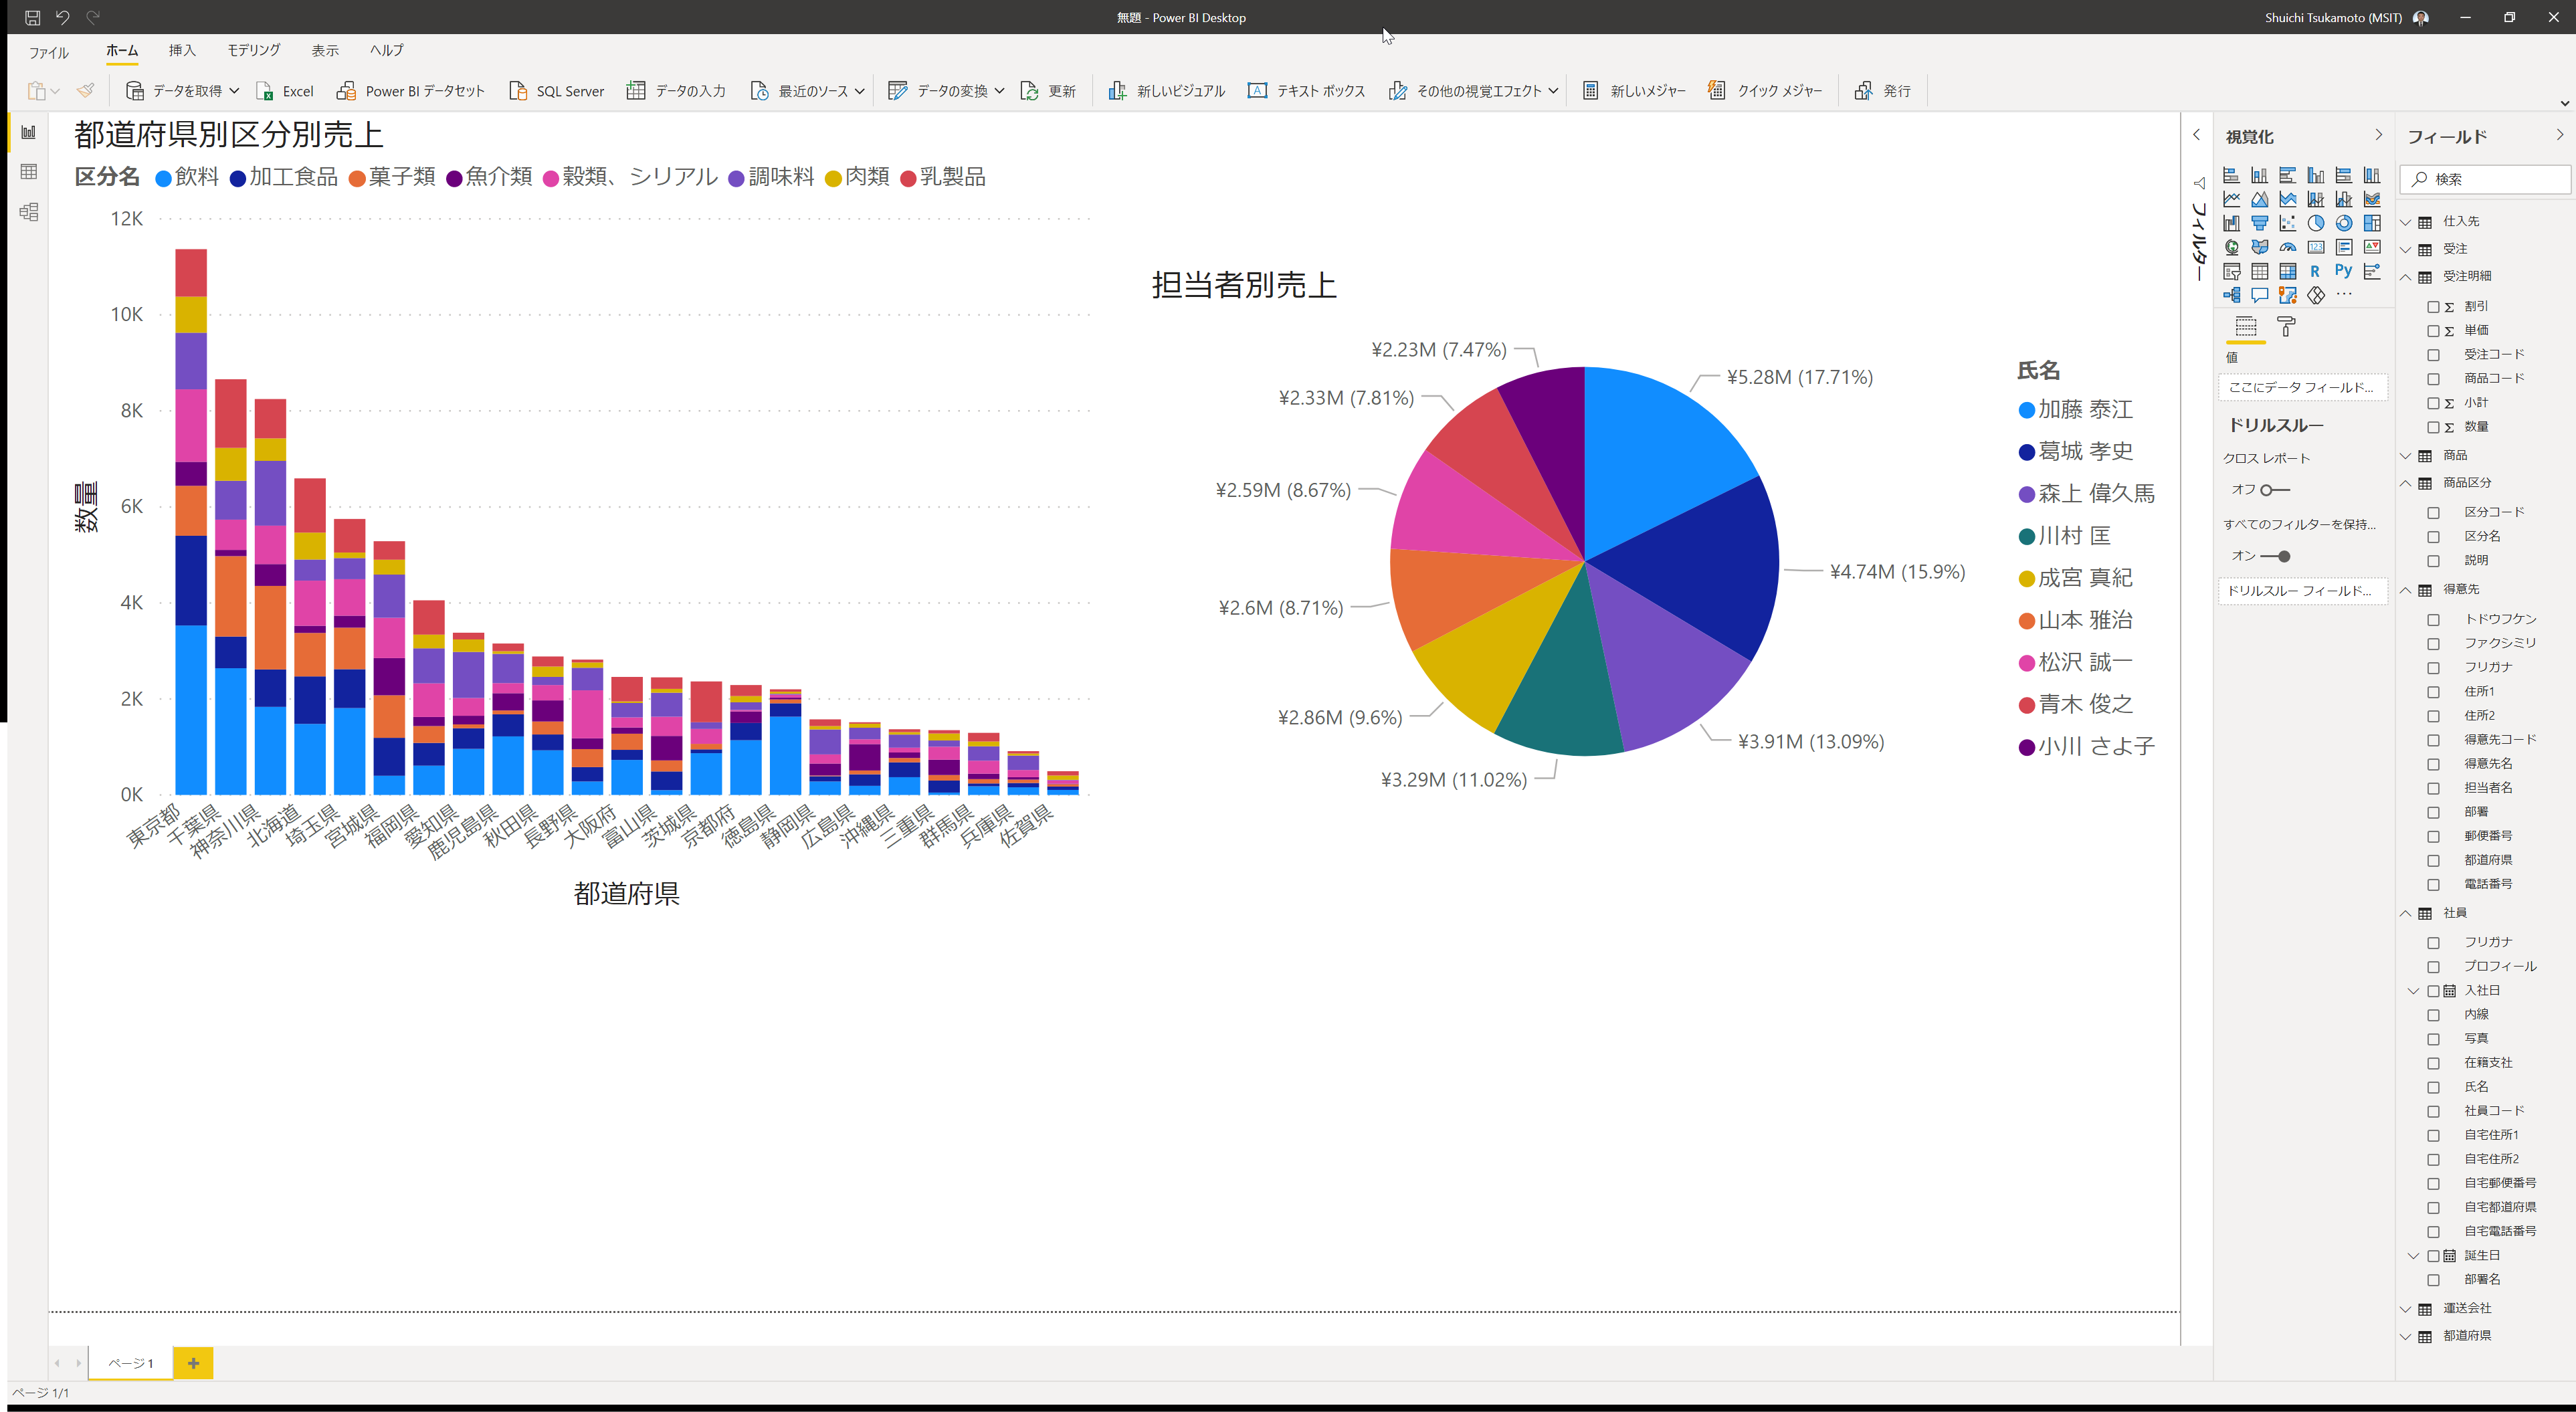 無題 - Power BI Desktop
Shuichi Tsukamoto (MSIT)
ファイル ホーム 挿入 モデリング 表示 ヘルプ
データを取得 Excel Power BI データセット SQL Server データの入力 最近のソース データの変換 更新 新しいビジュアル テキスト ボックス その他の視覚エフェクト 新しいメジャー クイック メジャー 発行
都道府県別区分別売上
区分名 飲料 加工食品 菓子類 魚介類 穀類、シリアル 調味料 肉類 乳製品
12K
10K
8K
6K
4K
2K
0K
数量
東京都 千葉県 神奈川県 北海道 埼玉県 宮城県 福岡県 愛知県 鹿児島県 秋田県 長野県 大阪府 富山県 茨城県 京都府 徳島県 静岡県 広島県 沖縄県 三重県 群馬県 兵庫県 佐賀県
都道府県
担当者別売上
¥5.28M (17.71%)
¥4.74M (15.9%)
¥3.91M (13.09%)
¥3.29M (11.02%)
¥2.86M (9.6%)
¥2.6M (8.71%)
¥2.59M (8.67%)
¥2.33M (7.81%)
¥2.23M (7.47%)
氏名
加藤 泰江
葛城 孝史
森上 偉久馬
川村 匡
成宮 真紀
山本 雅治
松沢 誠一
青木 俊之
小川 さよ子
フィルター
視覚化
123
R Py
値
ここにデータ フィールド...
ドリルスルー
クロス レポート
オフ
すべてのフィルターを保持...
オン
ドリルスルー フィールド...
フィールド
検索
仕入先
受注
受注明細
Σ 割引
Σ 単価
受注コード
商品コード
Σ 小計
Σ 数量
商品
商品区分
区分コード
区分名
説明
得意先
トドウフケン
ファクシミリ
フリガナ
住所1
住所2
得意先コード
得意先名
担当者名
部署
郵便番号
都道府県
電話番号
社員
フリガナ
プロフィール
入社日
内線
写真
在籍支社
氏名
社員コード
自宅住所1
自宅住所2
自宅郵便番号
自宅都道府県
自宅電話番号
誕生日
部署名
運送会社
都道府県
ページ 1
ページ 1/1